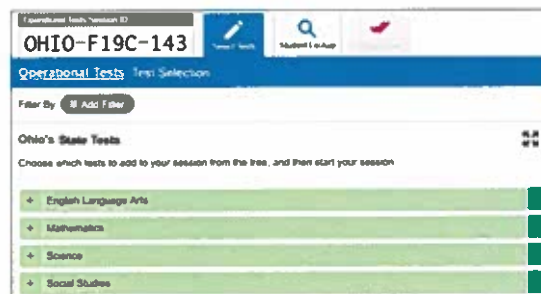 Operational Tests Session ID
OHIO-F19C-143
Select Tests
Student Lookup
Operational Tests Test Selection
Filter By Add Filter
Ohio's State Tests
Choose which tests to add to your session from the tree, and then start your session
+ English Language Arts
+ Mathematics
+ Science
+ Social Studies